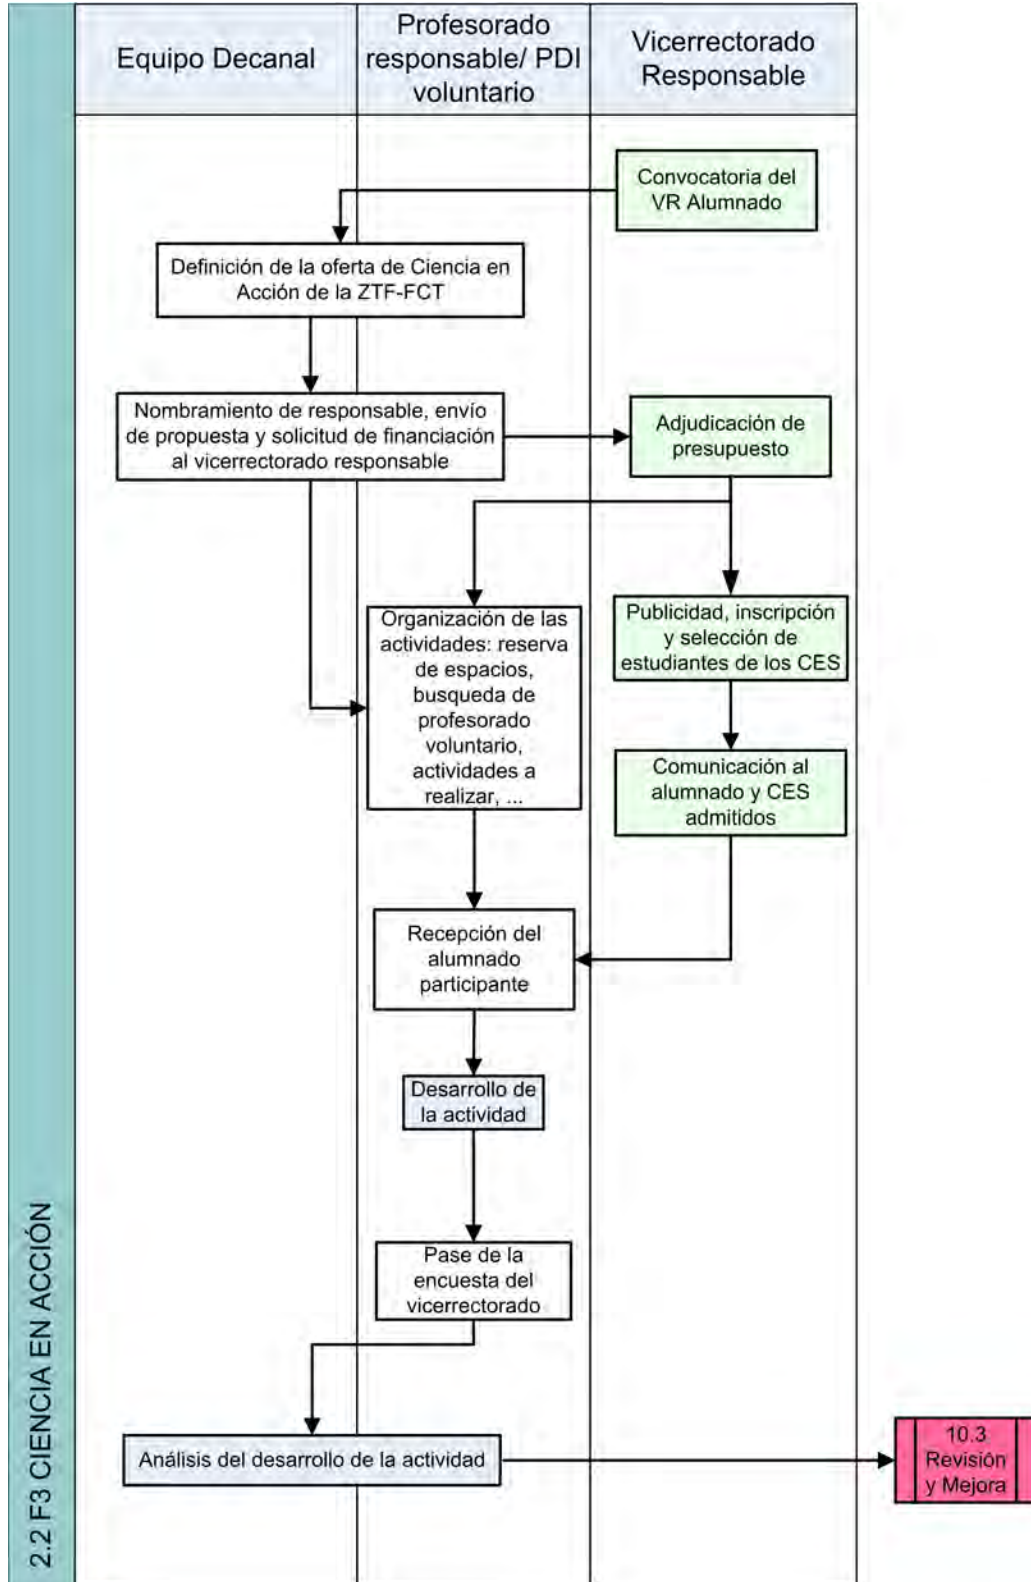 Equipo Decanal
Profesorado
responsable/ PDI
voluntario
Vicerrectorado
Responsable
Convocatoria del
VR Alumnado
Definición de la oferta de Ciencia en
Acción de la ZTF-FCT
Nombramiento de responsable, envío
de propuesta y solicitud de financiación
al vicerrectorado responsable
Adjudicación de
presupuesto
Organización de las
actividades: reserva
de espacios,
busqueda de
profesorado
voluntario,
actividades a
realizar, ...
Publicidad, inscripción
y selección de
estudiantes de los CES
Comunicación al
alumnado y CES
admitidos
Recepción del
alumnado
participante
Desarrollo de
la actividad
Pase de la
encuesta del
vicerrectorado
Análisis del desarrollo de la actividad
10.3
Revisión
y Mejora
2.2 F3 CIENCIA EN ACCIÓN